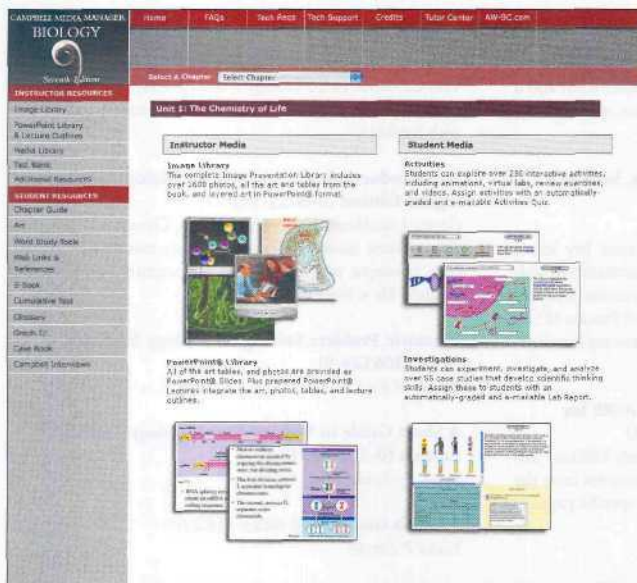 CAMPBELL MEDIA MANAGER
BIOLOGY
Seventh Edition
Home FAQs Tech Reqs Tech Support Credits Tutor Center AW-BC.com
Select A Chapter Select Chapter
INSTRUCTOR RESOURCES
Image Library
PowerPoint Library
& Lecture Outlines
Media Library
Test Bank
Additional Resources
STUDENT RESOURCES
Chapter Guide
Art
Word Study Tools
Web Links &
References
E-Book
Cumulative Test
Glossary
Graph It!
Case Book
Campbell Interviews
Unit 1: The Chemistry of Life
Instructor Media
Image Library
The complete Image Presentation Library includes
over 1600 photos, all the art and tables from the
book, and layered art in PowerPoint® format.
PowerPoint® Library
All of the art tables, and photos are provided as
PowerPoint® Slides. Plus prepared PowerPoint®
Lectures integrate the art, photos, tables, and lecture
outlines.
Student Media
Activities
Students can explore over 230 interactive activities,
including animations, virtual labs, review exercises,
and videos. Assign activities with an automatically-
graded and e-mailable Activities Quiz.
Investigations
Students can experiment, investigate, and analyze
over 55 case studies that develop scientific thinking
skills. Assign these to students with an
automatically-graded and e-mailable Lab Report.